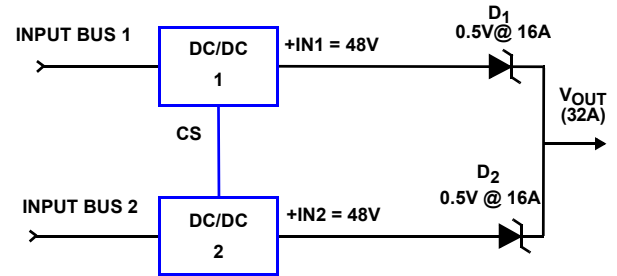 INPUT BUS 1
DC/DC
1
+IN1 = 48V
D1
0.5V@ 16A
VOUT
(32A)
CS
INPUT BUS 2
DC/DC
2
+IN2 = 48V
D2
0.5V @ 16A